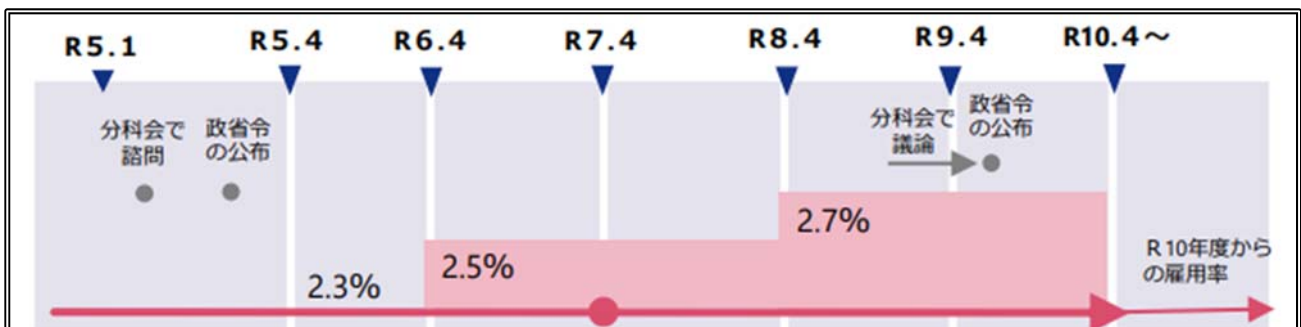 R5.1
R5.4
R6.4
R7.4
R8.4
R9.4
R10.4～
分科会で
諮問
政省令
の公布
分科会で
議論
政省令
の公布
2.3%
2.5%
2.7%
R10年度から
の雇用率